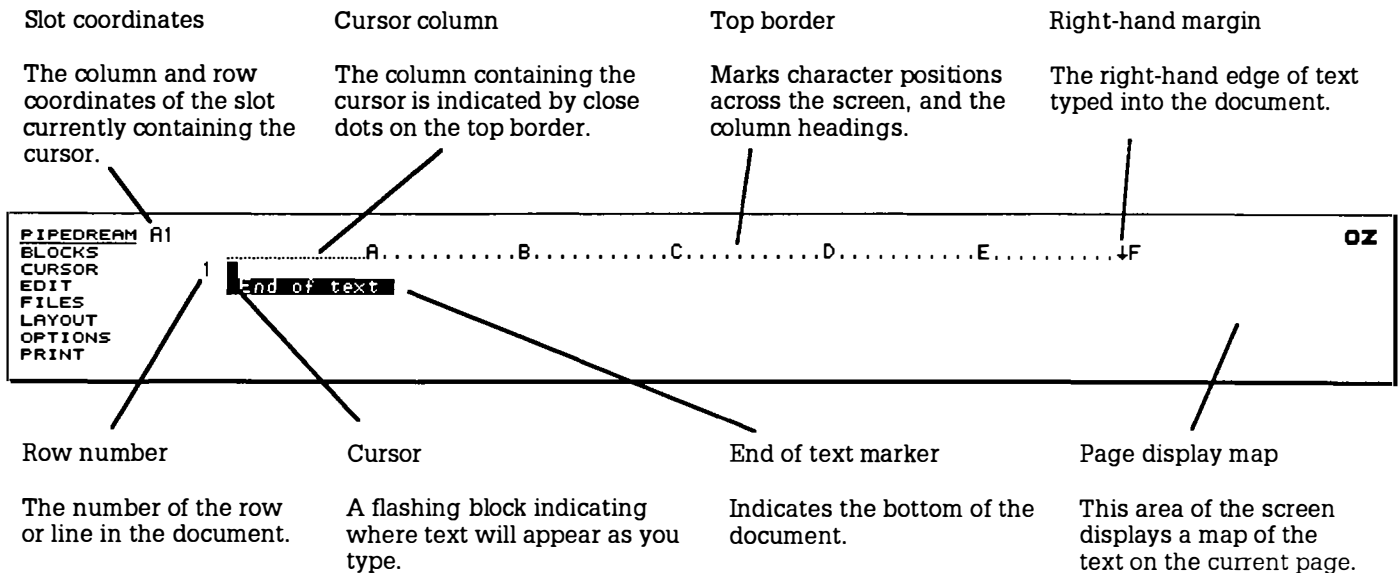 Slot coordinates
The column and row
coordinates of the slot
currently containing the
cursor.
Cursor column
The column containing the
cursor is indicated by close
dots on the top border.
Top border
Marks character positions
across the screen, and the
column headings.
Right-hand margin
The right-hand edge of text
typed into the document.
PIPEDREAM A1
BLOCKS
CURSOR
EDIT
FILES
LAYOUT
OPTIONS
PRINT
...................A...........B...........C...........D...........E...........↓F
OZ
1
End of text
Row number
The number of the row
or line in the document.
Cursor
A flashing block indicating
where text will appear as you
type.
End of text marker
Indicates the bottom of the
document.
Page display map
This area of the screen
displays a map of the
text on the current page.